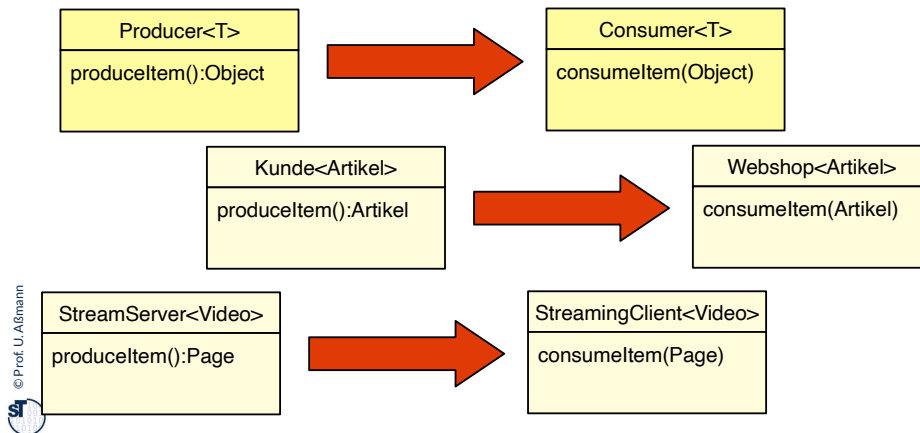 Producer<T>
produceItem():Object
Consumer<T>
consumeItem(Object)
Kunde<Artikel>
produceItem():Artikel
Webshop<Artikel>
consumeItem(Artikel)
StreamServer<Video>
produceItem():Page
StreamingClient<Video>
consumeItem(Page)
© Prof. U. Aßmann
ST